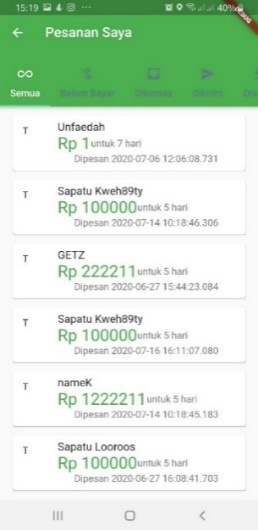 15:19 40%
Pesanan Saya
Semua Belum Bayar Dikemas Dikirim
T Unfaedah
Rp 1 untuk 7 hari
Dipesan 2020-07-06 12:06:08.731
T Sapatu Kweh89ty
Rp 100000 untuk 5 hari
Dipesan 2020-07-14 10:18:46.306
T GETZ
Rp 222211 untuk 5 hari
Dipesan 2020-06-27 15:44:23.084
T Sapatu Kweh89ty
Rp 100000 untuk 5 hari
Dipesan 2020-07-16 16:11:07.080
T nameK
Rp 1222211 untuk 5 hari
Dipesan 2020-07-14 10:18:45.183
T Sapatu Looroos
Rp 100000 untuk 5 hari
Dipesan 2020-06-27 16:08:41.703